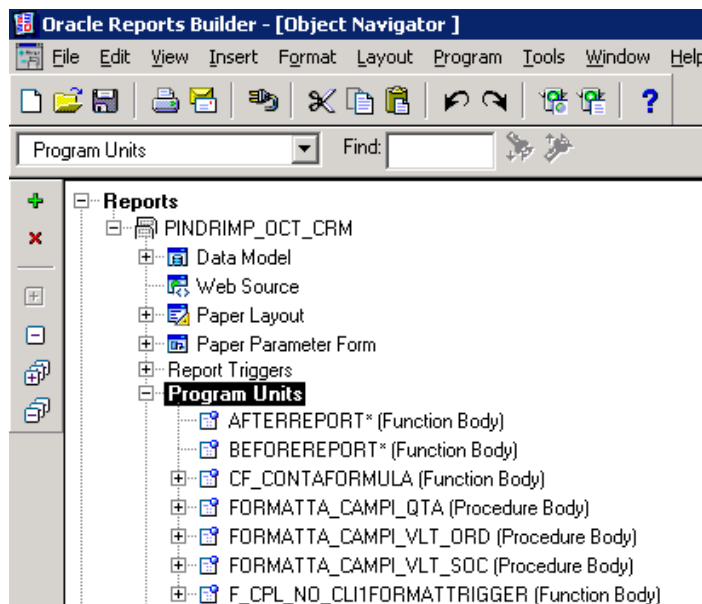 Oracle Reports Builder - [Object Navigator ]
File Edit View Insert Format Layout Program Tools Window Help
Program Units Find:
Reports
PINDRIMP_OCT_CRM
Data Model
Web Source
Paper Layout
Paper Parameter Form
Report Triggers
Program Units
AFTERREPORT* (Function Body)
BEFOREREPORT* (Function Body)
CF_CONTAFORMULA (Function Body)
FORMATTA_CAMPI_QTA (Procedure Body)
FORMATTA_CAMPI_VLT_ORD (Procedure Body)
FORMATTA_CAMPI_VLT_SOC (Procedure Body)
F_CPL_NO_CLI1FORMATTRIGGER (Function Body)